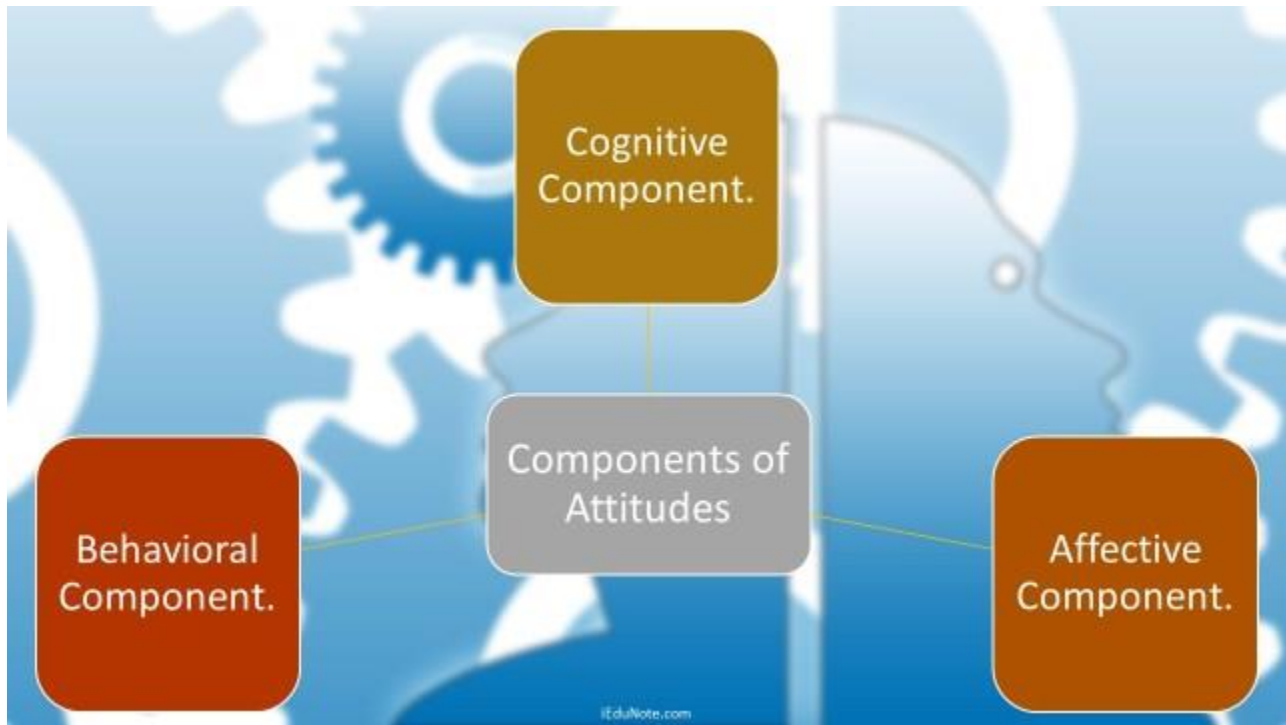 Cognitive
Component.
Components of
Attitudes
Behavioral
Component.
Affective
Component.
iEduNote.com